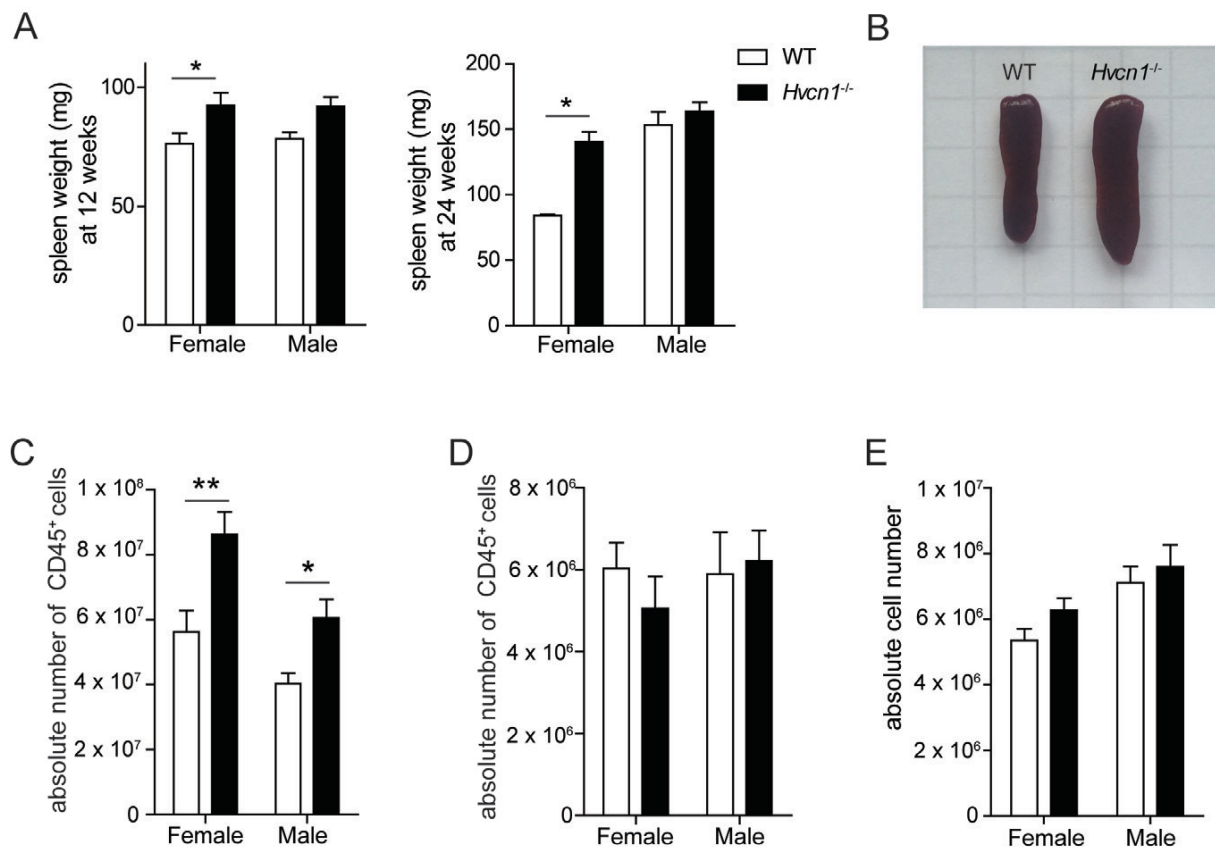 A
spleen weight (mg)
at 12 weeks
100
50
0
*
Female
Male
spleen weight (mg)
at 24 weeks
200
150
100
50
0
*
Female
Male
WT
Hvcn1⁻/⁻
B
WT
Hvcn1⁻/⁻
C
absolute number of CD45⁺ cells
1 x 10⁸
8 x 10⁷
6 x 10⁷
4 x 10⁷
2 x 10⁷
0
**
*
Female
Male
D
absolute number of CD45⁺ cells
8 x 10⁶
6 x 10⁶
4 x 10⁶
2 x 10⁶
0
Female
Male
E
absolute cell number
1 x 10⁷
8 x 10⁶
6 x 10⁶
4 x 10⁶
2 x 10⁶
0
Female
Male